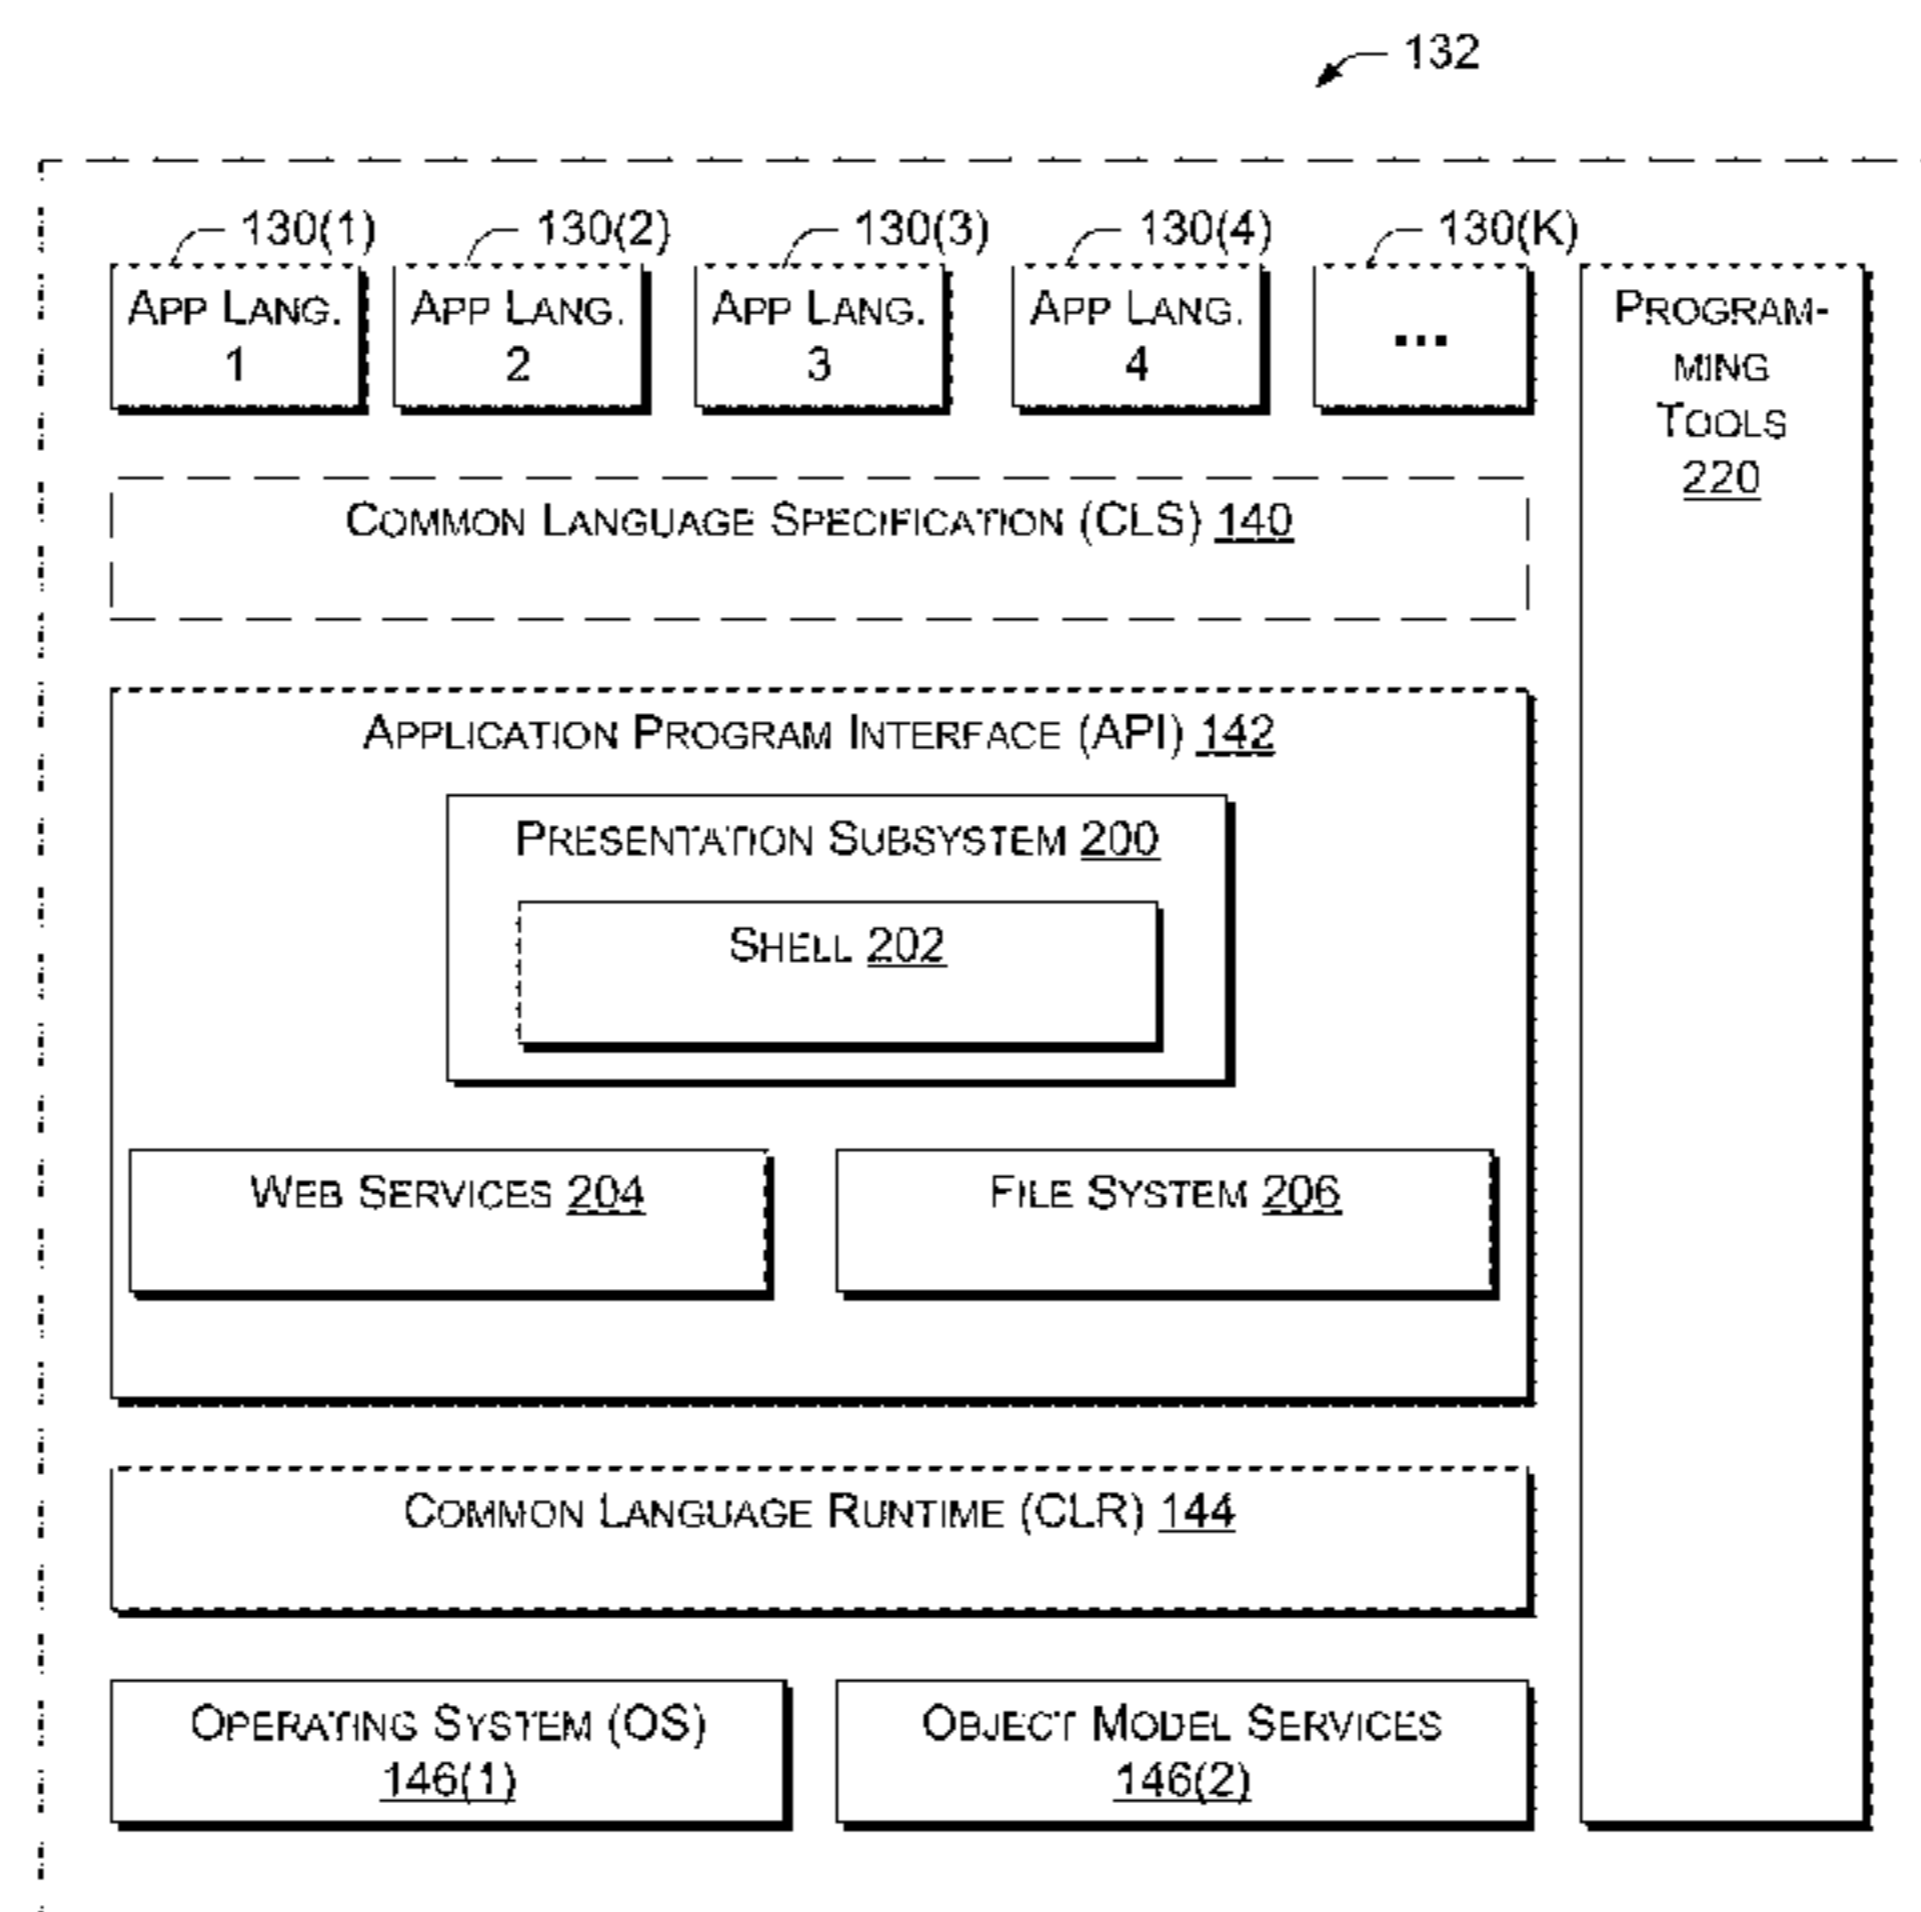 132
130(1) 130(2) 130(3) 130(4) 130(K)
APP LANG.
1
APP LANG.
2
APP LANG.
3
APP LANG.
4
...
PROGRAM-
MING
TOOLS
220
COMMON LANGUAGE SPECIFICATION (CLS) 140
APPLICATION PROGRAM INTERFACE (API) 142
PRESENTATION SUBSYSTEM 200
SHELL 202
WEB SERVICES 204
FILE SYSTEM 206
COMMON LANGUAGE RUNTIME (CLR) 144
OPERATING SYSTEM (OS)
146(1)
OBJECT MODEL SERVICES
146(2)